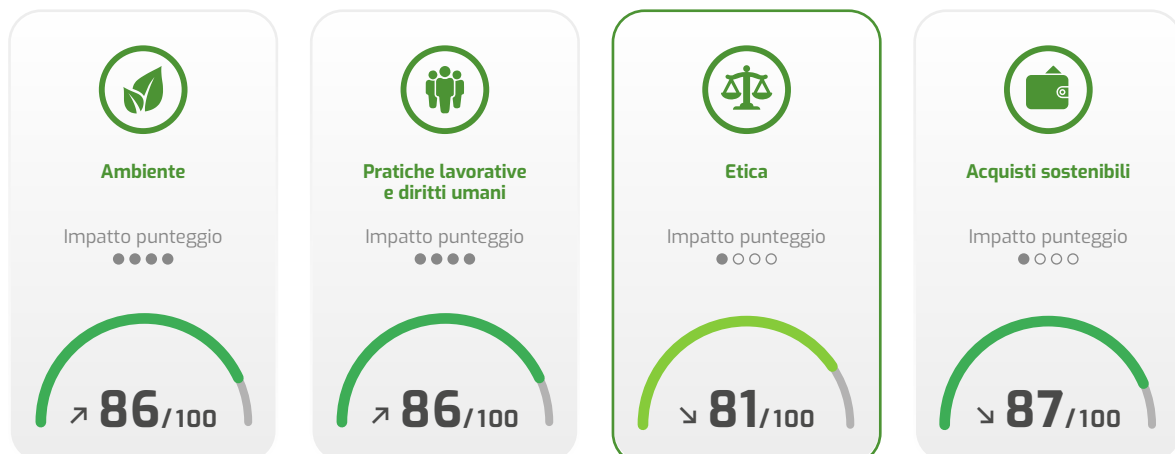 Ambiente
Impatto punteggio
86/100
Pratiche lavorative
e diritti umani
Impatto punteggio
86/100
Etica
Impatto punteggio
81/100
Acquisti sostenibili
Impatto punteggio
87/100